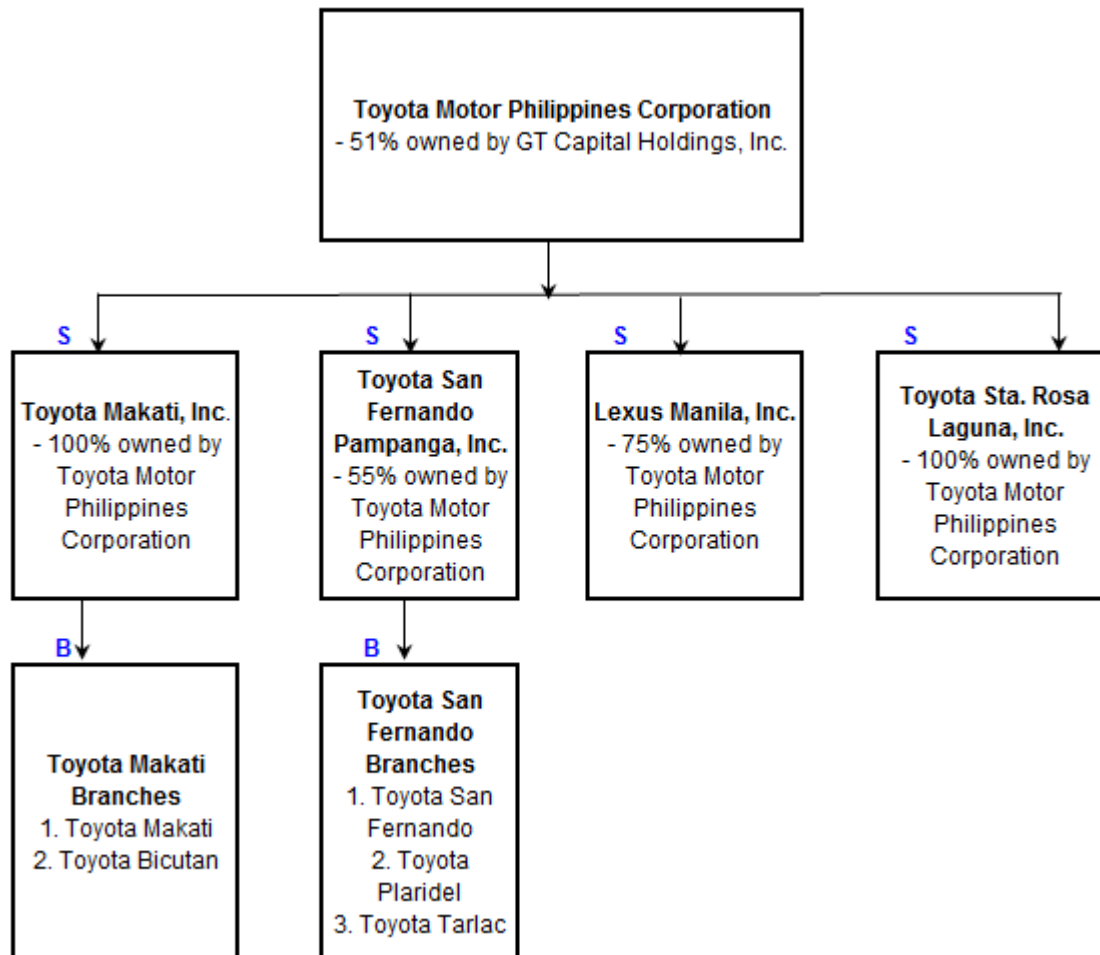 Toyota Motor Philippines Corporation
- 51% owned by GT Capital Holdings, Inc.
S
Toyota Makati, Inc.
- 100% owned by
Toyota Motor
Philippines
Corporation
S
Toyota San
Fernando
Pampanga, Inc.
- 55% owned by
Toyota Motor
Philippines
Corporation
S
Lexus Manila, Inc.
- 75% owned by
Toyota Motor
Philippines
Corporation
S
Toyota Sta. Rosa
Laguna, Inc.
- 100% owned by
Toyota Motor
Philippines
Corporation
B
Toyota Makati
Branches
1. Toyota Makati
2. Toyota Bicutan
B
Toyota San
Fernando
Branches
1. Toyota San
Fernando
2. Toyota
Plaridel
3. Toyota Tarlac